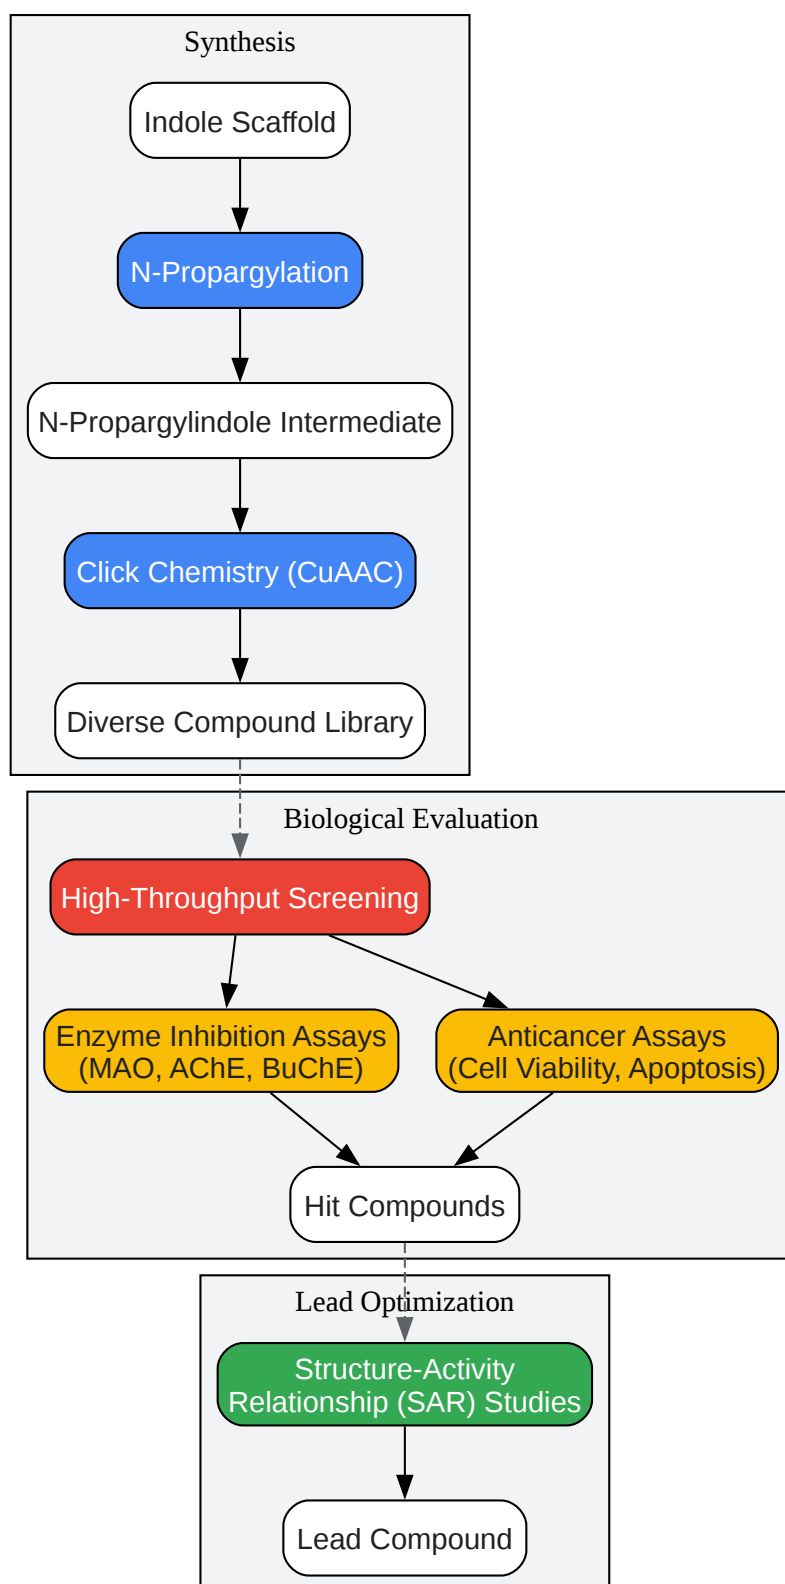 Synthesis
Indole Scaffold
N-Propargylation
N-Propargylindole Intermediate
Click Chemistry (CuAAC)
Diverse Compound Library
Biological Evaluation
High-Throughput Screening
Enzyme Inhibition Assays
(MAO, AChE, BuChE)
Anticancer Assays
(Cell Viability, Apoptosis)
Hit Compounds
Lead Optimization
Structure-Activity
Relationship (SAR) Studies
Lead Compound